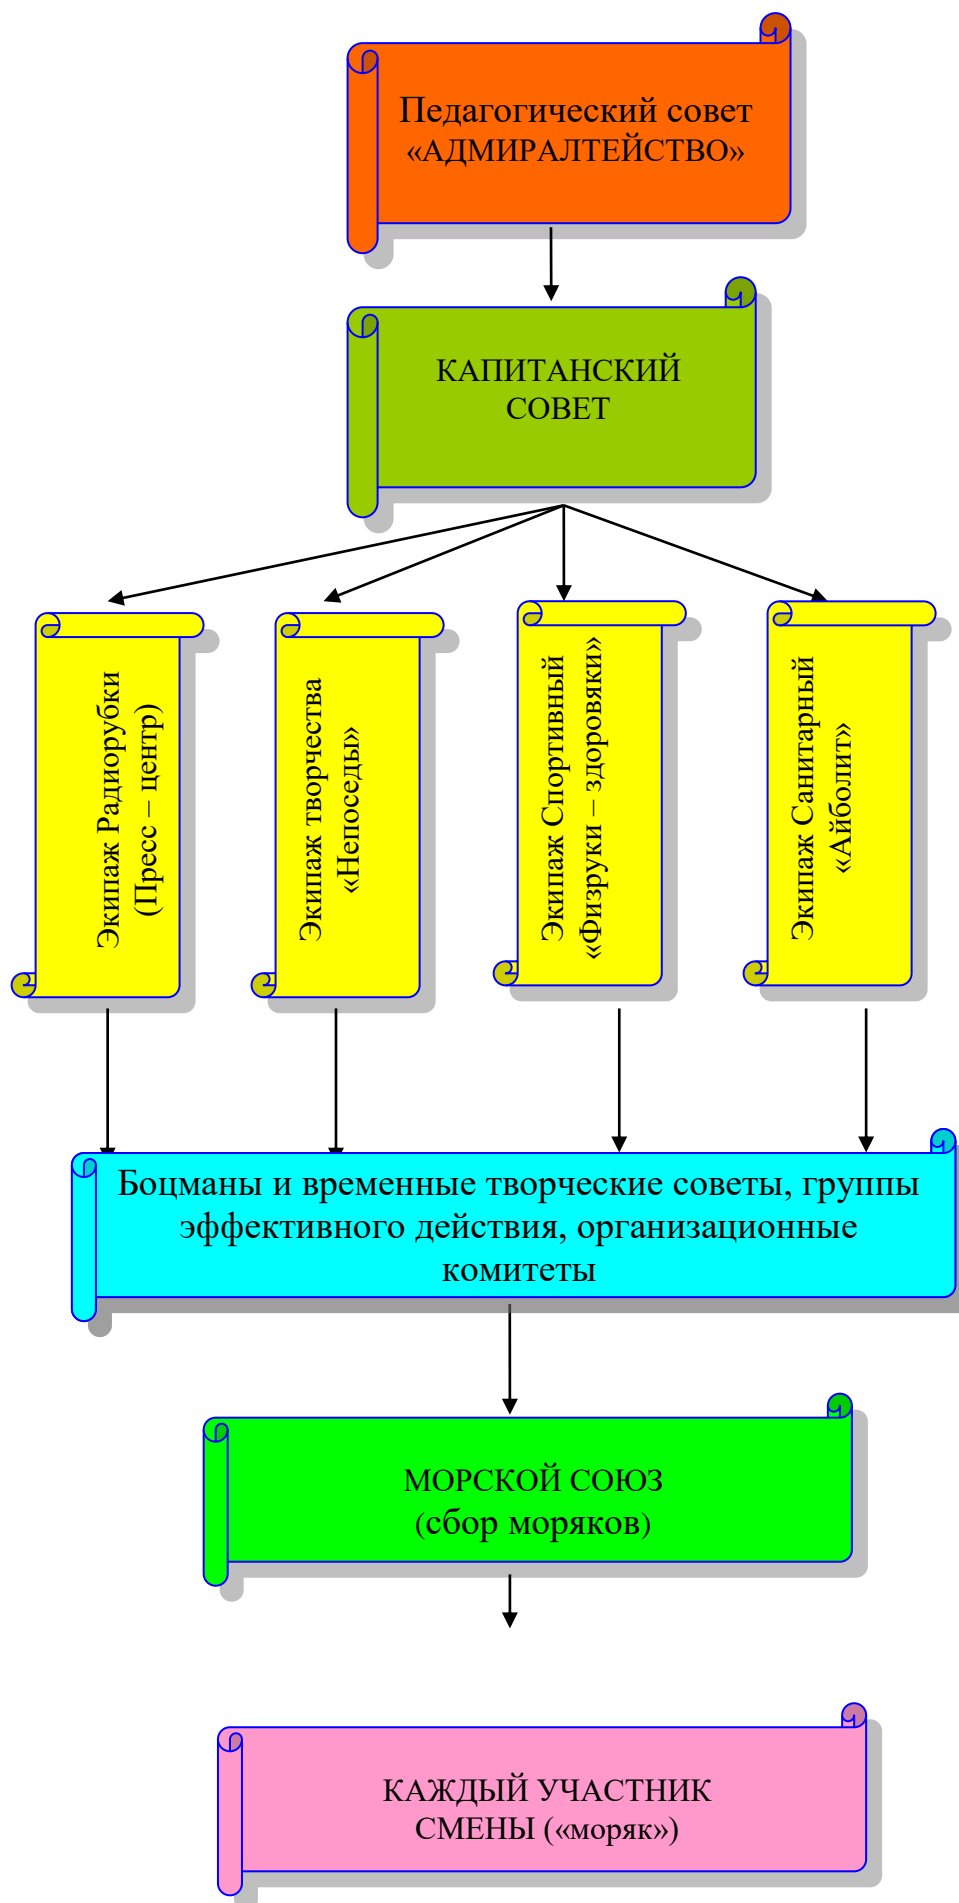 Педагогический совет
«АДМИРАЛТЕЙСТВО»
КАПИТАНСКИЙ
СОВЕТ
Экипаж Радиорубки
(Пресс – центр)
Экипаж творчества
«Непоседы»
Экипаж Спортивный
«Физруки – здоровяки»
Экипаж Санитарный
«Айболит»
Боцманы и временные творческие советы, группы
эффективного действия, организационные
комитеты
МОРСКОЙ СОЮЗ
(сбор моряков)
КАЖДЫЙ УЧАСТНИК
СМЕНЫ («моряк»)